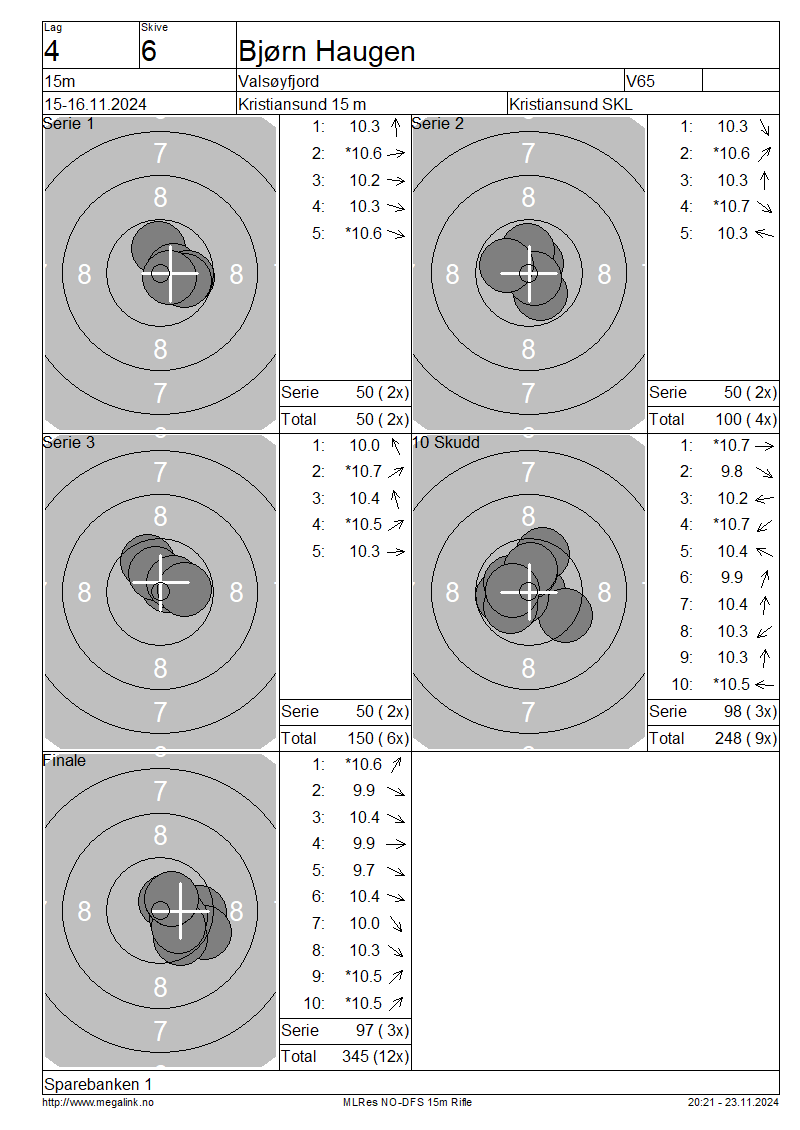 Lag Skive
4 6 Bjørn Haugen
15m Valsøyfjord V65
15-16.11.2024 Kristiansund 15 m Kristiansund SKL
Serie 1
7
8
8 8
8
7
1: 10.3
2: *10.6
3: 10.2
4: 10.3
5: *10.6
Serie 50 ( 2x)
Total 50 ( 2x)
Serie 2
7
8
8 8
8
7
1: 10.3
2: *10.6
3: 10.3
4: *10.7
5: 10.3
Serie 50 ( 2x)
Total 100 ( 4x)
Serie 3
7
8
8 8
8
7
1: 10.0
2: *10.7
3: 10.4
4: *10.5
5: 10.3
Serie 50 ( 2x)
Total 150 ( 6x)
10 Skudd
7
8
8 8
8
7
1: *10.7
2: 9.8
3: 10.2
4: *10.7
5: 10.4
6: 9.9
7: 10.4
8: 10.3
9: 10.3
10: *10.5
Serie 98 ( 3x)
Total 248 ( 9x)
Finale
7
8
8 8
8
7
1: *10.6
2: 9.9
3: 10.4
4: 9.9
5: 9.7
6: 10.4
7: 10.0
8: 10.3
9: *10.5
10: *10.5
Serie 97 ( 3x)
Total 345 (12x)
Sparebanken 1
http://www.megalink.no MLRes NO-DFS 15m Rifle 20:21 - 23.11.2024